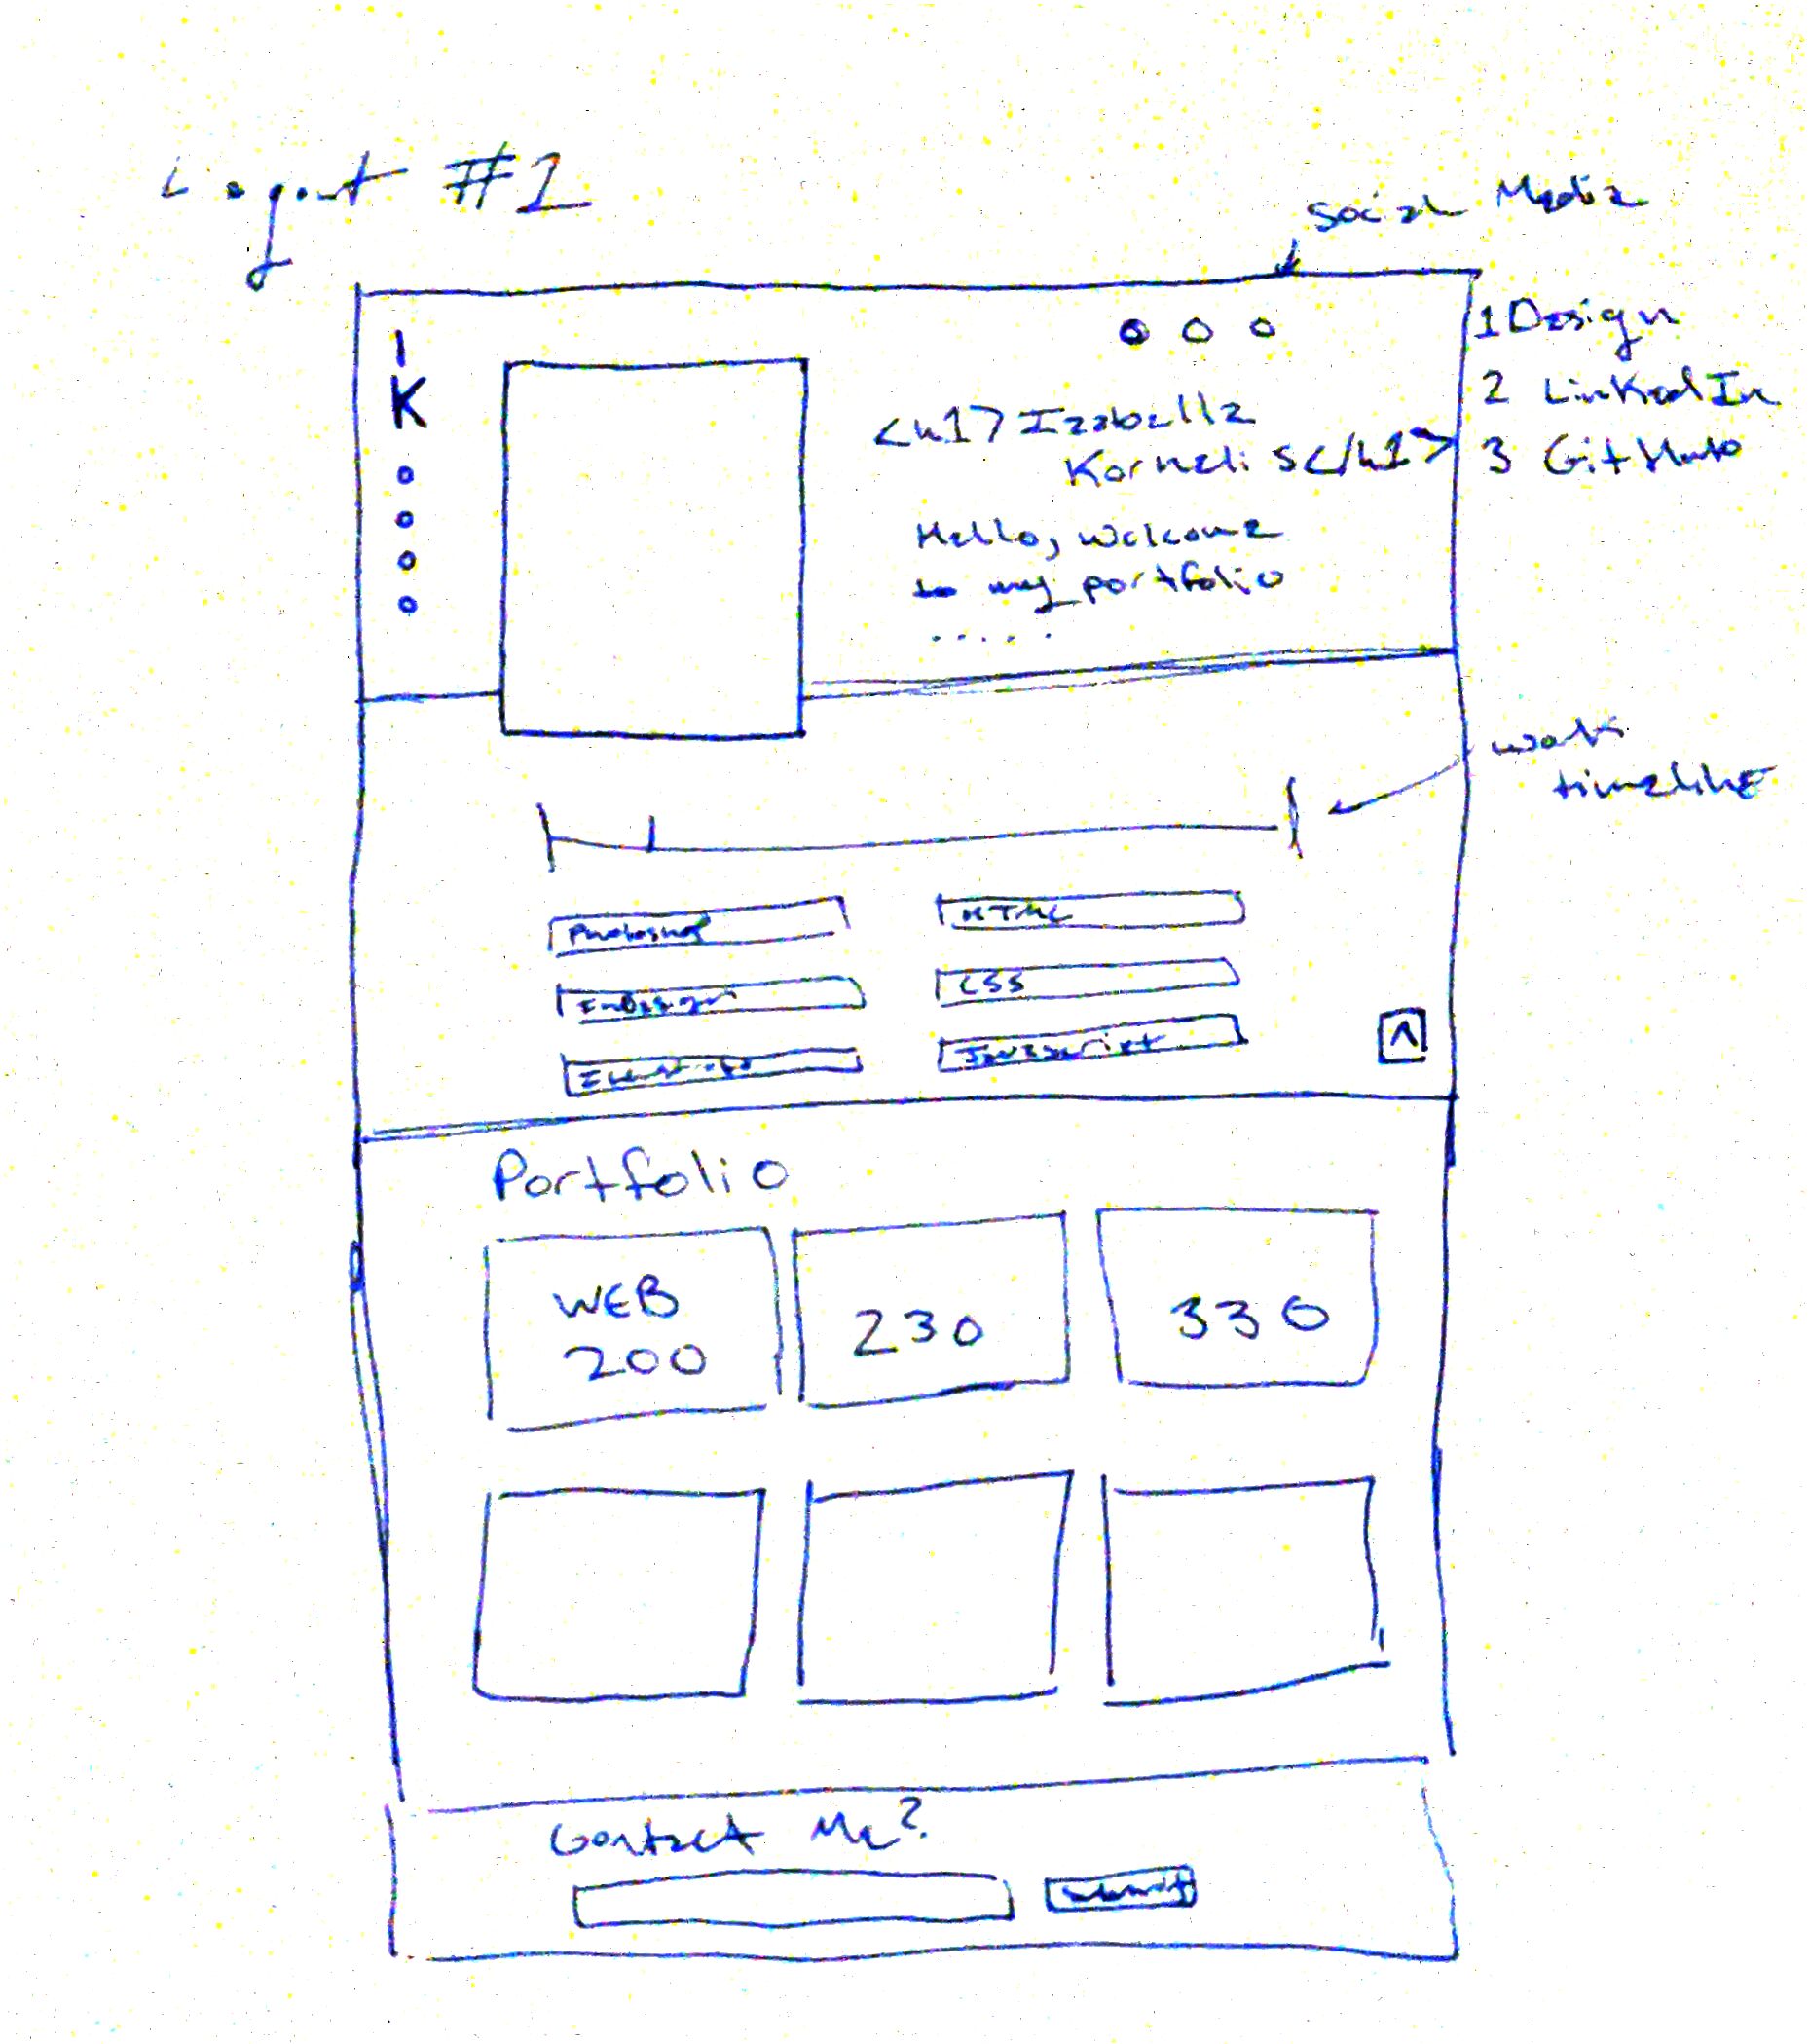 Layout #2
Social Media
1 Design
2 LinkedIn
3 GitHub
I
K
<h1> Izabella
Kornelis</h1>
Hello, Welcome
to my portfolio
.....
work
timeline
Photoshop
HTML
InDesign
CSS
Illustrator
Javascript
^
Portfolio
WEB
200
230
330
Contact Me?
Submit